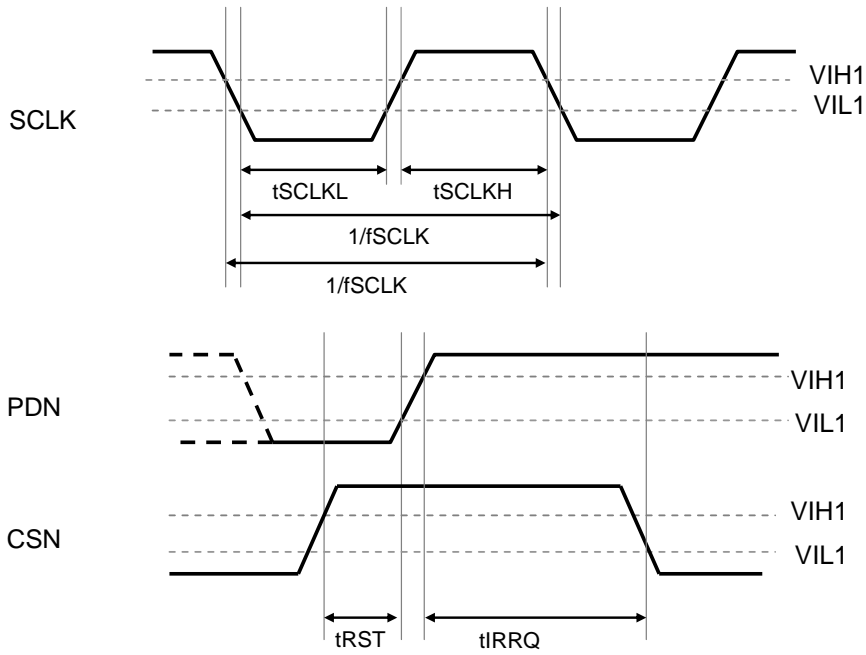 VIH1
VIL1
SCLK
tSCLKL
tSCLKH
1/fSCLK
1/fSCLK
VIH1
PDN
VIL1
VIH1
CSN
VIL1
tRST
tIRRQ